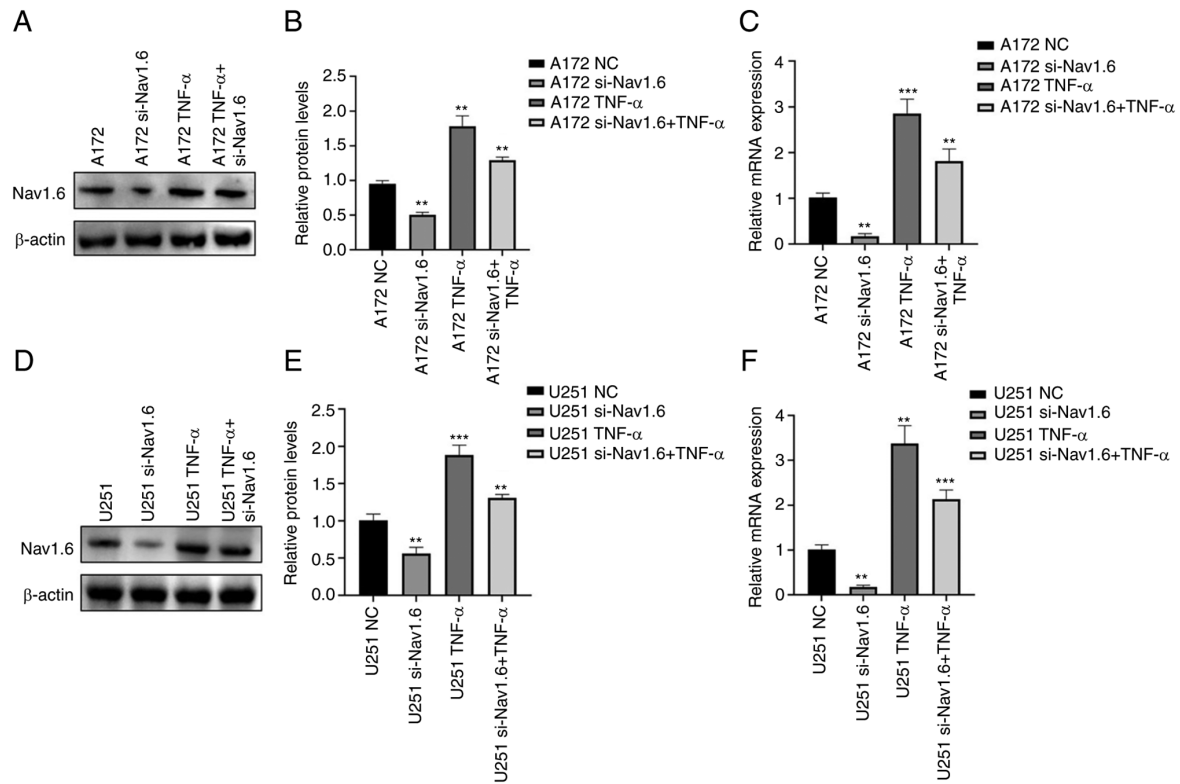 A
A172
A172 si-Nav1.6
A172 TNF-α
A172 TNF-α+
si-Nav1.6
Nav1.6
β-actin
B
Relative protein levels
2.5
2.0
1.5
1.0
0.5
0.0
**
**
**
A172 NC
A172 si-Nav1.6
A172 TNF-α
A172 si-Nav1.6+
TNF-α
A172 NC
A172 si-Nav1.6
A172 TNF-α
A172 si-Nav1.6+TNF-α
C
Relative mRNA expression
4
3
2
1
0
**
***
**
A172 NC
A172 si-Nav1.6
A172 TNF-α
A172 si-Nav1.6+
TNF-α
A172 NC
A172 si-Nav1.6
A172 TNF-α
A172 si-Nav1.6+TNF-α
D
U251
U251 si-Nav1.6
U251 TNF-α
U251 TNF-α+
si-Nav1.6
Nav1.6
β-actin
E
Relative protein levels
2.5
2.0
1.5
1.0
0.5
0.0
**
***
**
U251 NC
U251 si-Nav1.6
U251 TNF-α
U251 si-Nav1.6+TNF-α
U251 NC
U251 si-Nav1.6
U251 TNF-α
U251 si-Nav1.6+TNF-α
F
Relative mRNA expression
4
3
2
1
0
**
**
***
U251 NC
U251 si-Nav1.6
U251 TNF-α
U251 si-Nav1.6+TNF-α
U251 NC
U251 si-Nav1.6
U251 TNF-α
U251 si-Nav1.6+TNF-α